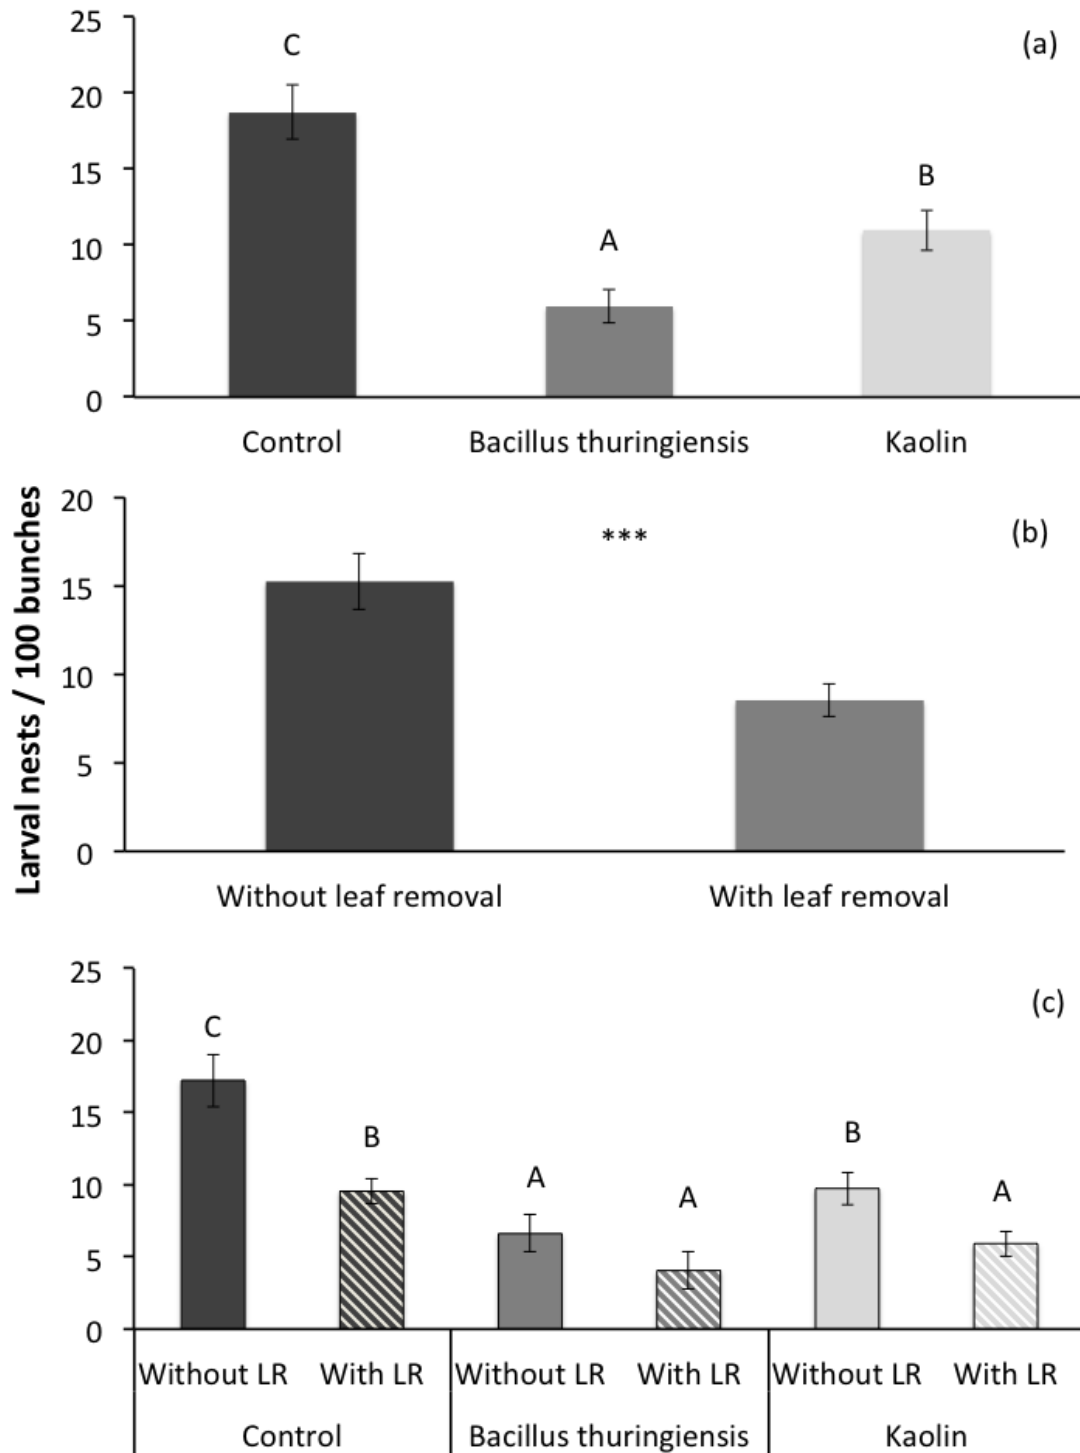 25
20
15
10
5
0
C
A
B
(a)
Control Bacillus thuringiensis Kaolin
Larval nests / 100 bunches
20
15
10
5
0
***
(b)
Without leaf removal With leaf removal
25
20
15
10
5
0
C
B
A
A
B
A
(c)
Without LR With LR Without LR With LR Without LR With LR
Control Bacillus thuringiensis Kaolin